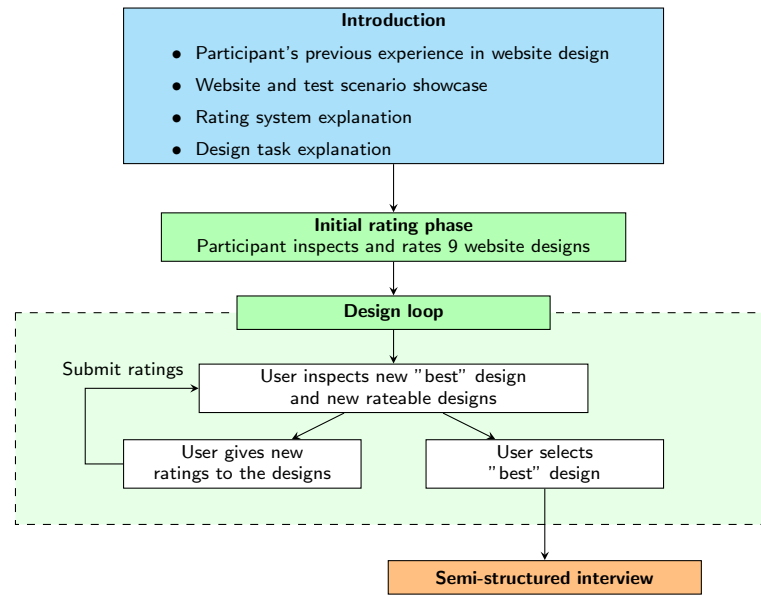 Introduction
● Participant's previous experience in website design
● Website and test scenario showcase
● Rating system explanation
● Design task explanation
Initial rating phase
Participant inspects and rates 9 website designs
Design loop
Submit ratings
User inspects new "best" design
and new rateable designs
User gives new
ratings to the designs
User selects
"best" design
Semi-structured interview